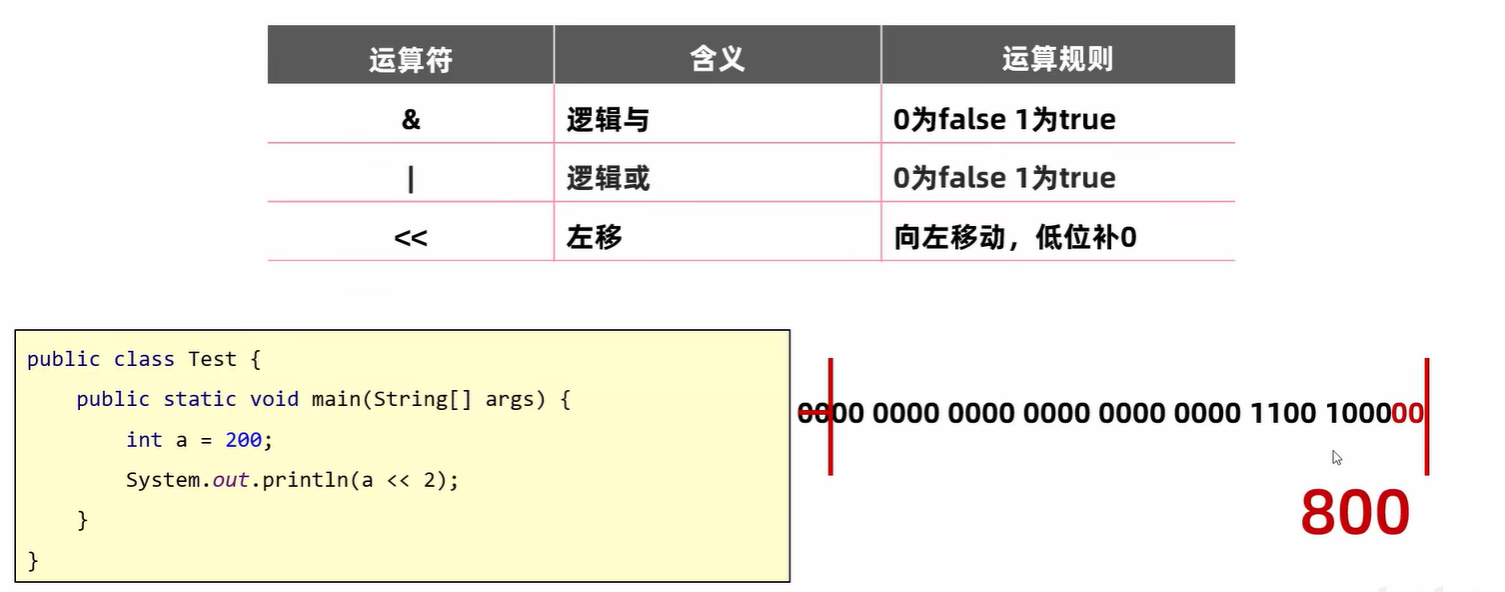 运算符 含义 运算规则
& 逻辑与 0为false 1为true
| 逻辑或 0为false 1为true
<< 左移 向左移动，低位补0
public class Test {
public static void main(String[] args) {
int a = 200;
System.out.println(a << 2);
}
}
0000 0000 0000 0000 0000 0000 1100 100000
800